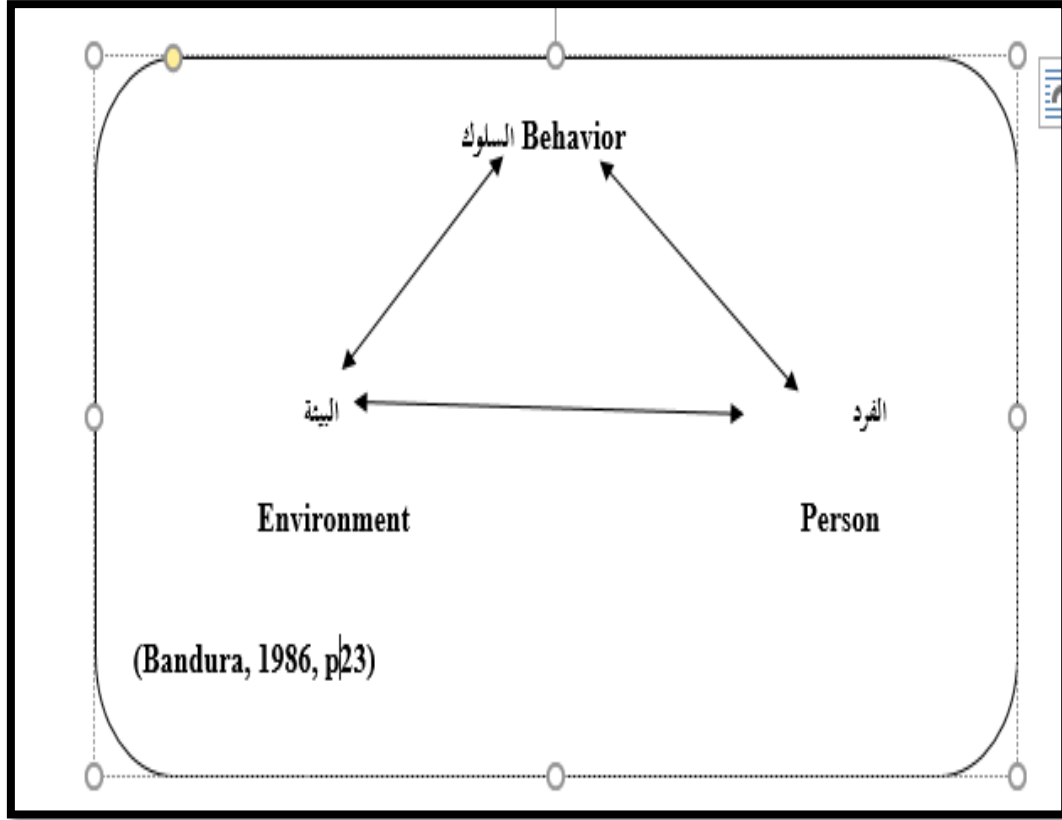 السلوك Behavior
البيئة الفرد
Environment Person
(Bandura, 1986, p23)